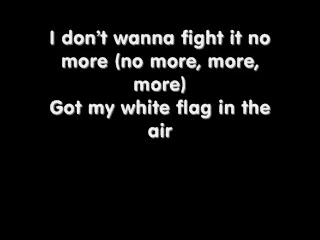 I don't wanna fight it no
more (no more, more,
more)
Got my white flag in the
air